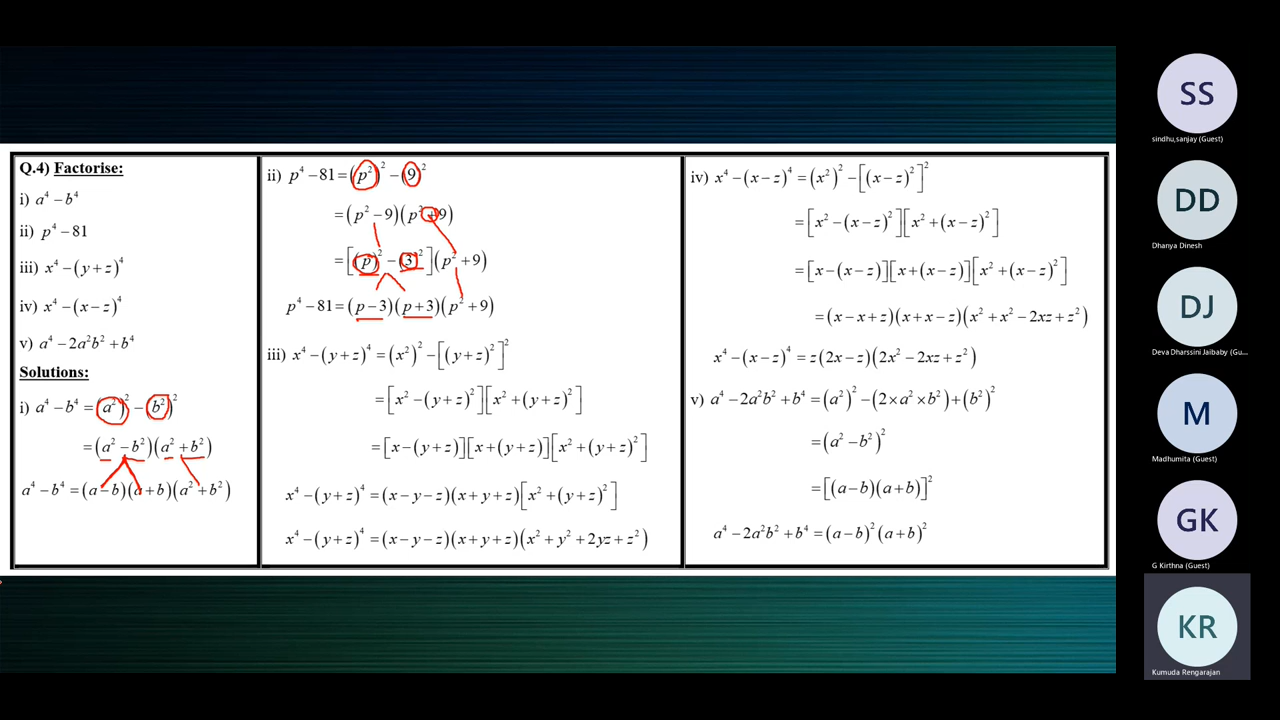 Q.4) Factorise:
i) a⁴ − b⁴
ii) p⁴ − 81
iii) x⁴ − (y + z)⁴
iv) x⁴ − (x − z)⁴
v) a⁴ − 2a²b² + b⁴
Solutions:
i) a⁴ − b⁴ = (a²)² − (b²)²
= (a² − b²)(a² + b²)
a⁴ − b⁴ = (a − b)(a + b)(a² + b²)
ii) p⁴ − 81 = (p²)² − (9)²
= (p² − 9)(p² + 9)
= [(p)² − (3)²](p² + 9)
p⁴ − 81 = (p − 3)(p + 3)(p² + 9)
iii) x⁴ − (y + z)⁴ = (x²)² − [(y + z)²]²
= [x² − (y + z)²][x² + (y + z)²]
= [x − (y + z)][x + (y + z)][x² + (y + z)²]
x⁴ − (y + z)⁴ = (x − y − z)(x + y + z)[x² + (y + z)²]
x⁴ − (y + z)⁴ = (x − y − z)(x + y + z)(x² + y² + 2yz + z²)
iv) x⁴ − (x − z)⁴ = (x²)² − [(x − z)²]²
= [x² − (x − z)²][x² + (x − z)²]
= [x − (x − z)][x + (x − z)][x² + (x − z)²]
= (x − x + z)(x + x − z)(x² + x² − 2xz + z²)
x⁴ − (x − z)⁴ = z(2x − z)(2x² − 2xz + z²)
v) a⁴ − 2a²b² + b⁴ = (a²)² − (2 × a² × b²) + (b²)²
= (a² − b²)²
= [(a − b)(a + b)]²
a⁴ − 2a²b² + b⁴ = (a − b)²(a + b)²
SS
sindhu,sanjay (Guest)
DD
Dhanya Dinesh
DJ
Deva Dharssini Jaibaby (Gu...
M
Madhumita (Guest)
GK
G Kirthna (Guest)
KR
Kumuda Rengarajan